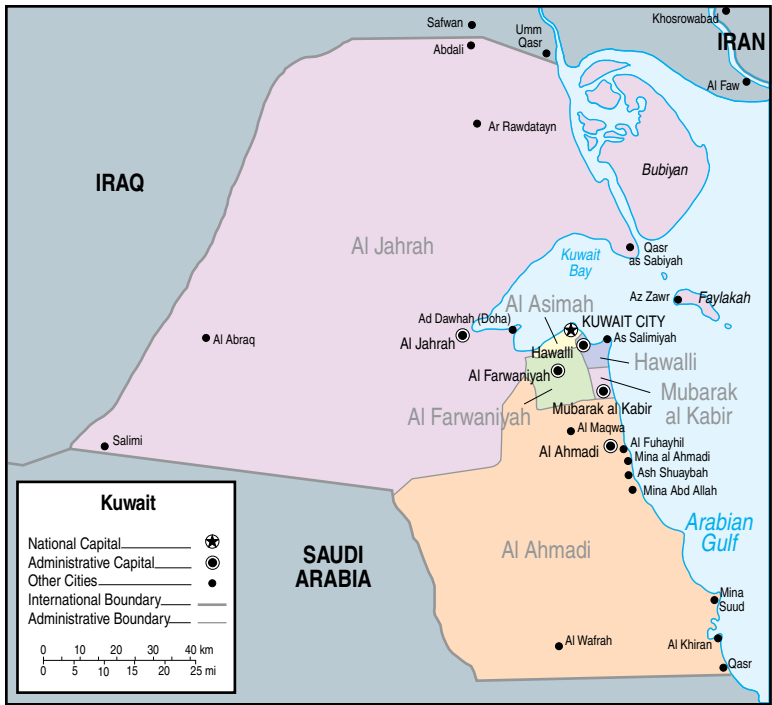 Safwan
Abdali
Umm
Qasr
Khosrowabad
IRAN
Al Faw
Ar Rawdatayn
IRAQ
Bubiyan
Al Jahrah
Kuwait
Bay
Qasr
as Sabiyah
Az Zawr
Faylakah
Al Asimah
Ad Dawhah (Doha)
KUWAIT CITY
Al Abraq
Al Jahrah
As Salimiyah
Hawalli
Hawalli
Al Farwaniyah
Mubarak
al Kabir
Al Farwaniyah
Mubarak al Kabir
Al Maqwa
Salimi
Al Ahmadi
Al Fuhayhil
Mina al Ahmadi
Ash Shuaybah
Mina Abd Allah
Arabian
Gulf
SAUDI
ARABIA
Al Ahmadi
Mina
Suud
Al Wafrah
Al Khiran
Qasr
Kuwait
National Capital
Administrative Capital
Other Cities
International Boundary
Administrative Boundary
0 10 20 30 40 km
0 5 10 15 20 25 mi